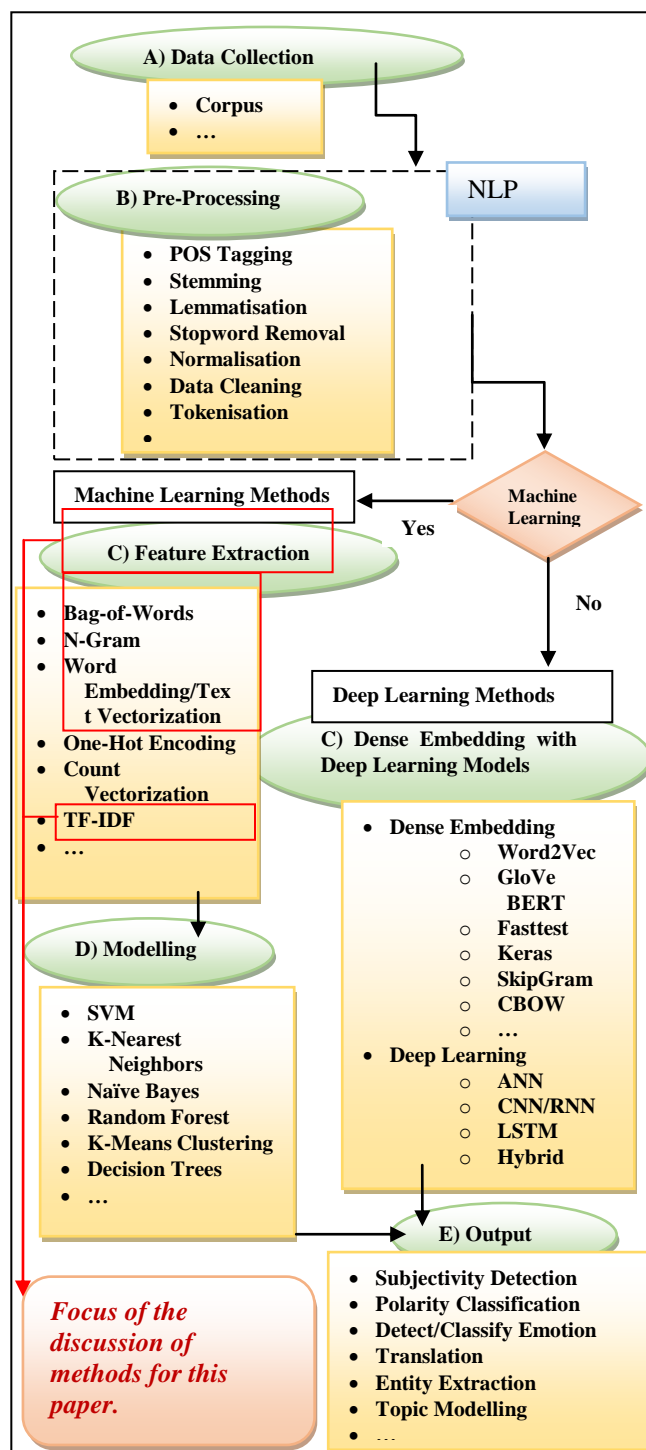 A) Data Collection
• Corpus
• …
NLP
B) Pre-Processing
• POS Tagging
• Stemming
• Lemmatisation
• Stopword Removal
• Normalisation
• Data Cleaning
• Tokenisation
•
Machine Learning Methods
Machine
Learning
Yes
No
C) Feature Extraction
• Bag-of-Words
• N-Gram
• Word
Embedding/Tex
t Vectorization
• One-Hot Encoding
• Count
Vectorization
• TF-IDF
• …
Deep Learning Methods
C) Dense Embedding with
Deep Learning Models
• Dense Embedding
○ Word2Vec
○ GloVe
BERT
○ Fasttest
○ Keras
○ SkipGram
○ CBOW
○ …
• Deep Learning
○ ANN
○ CNN/RNN
○ LSTM
○ Hybrid
D) Modelling
• SVM
• K-Nearest
Neighbors
• Naïve Bayes
• Random Forest
• K-Means Clustering
• Decision Trees
• …
E) Output
• Subjectivity Detection
• Polarity Classification
• Detect/Classify Emotion
• Translation
• Entity Extraction
• Topic Modelling
• …
Focus of the
discussion of
methods for this
paper.